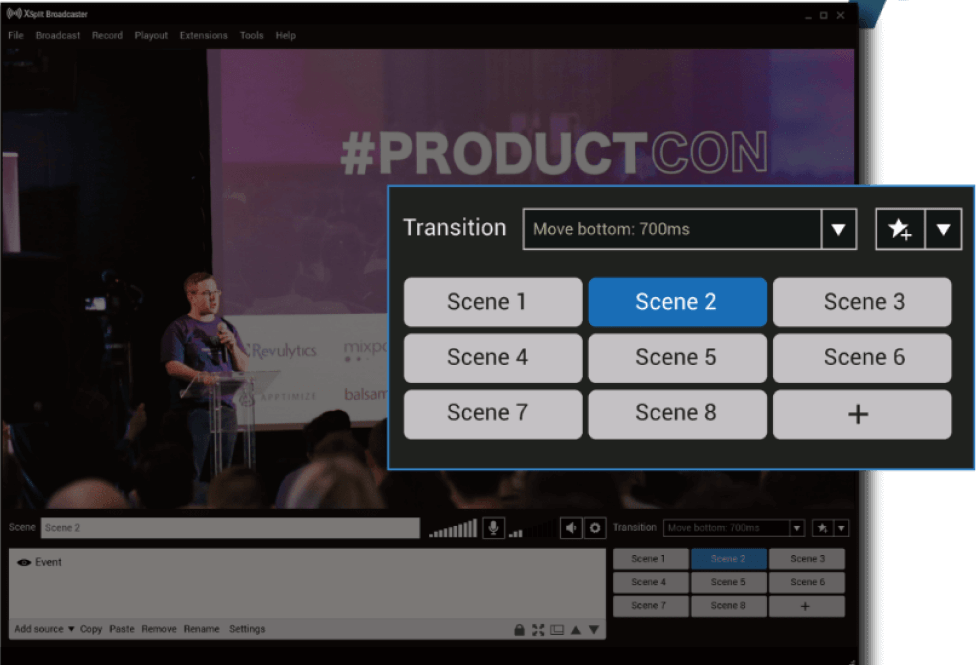 XSplit Broadcaster
File Broadcast Record Playout Extensions Tools Help
#PRODUCTCON
Transition Move bottom: 700ms
Scene 1 Scene 2 Scene 3
Scene 4 Scene 5 Scene 6
Scene 7 Scene 8 +
Revulytics mixpa
APPTIMIZE balsam
Scene Scene 2 Transition Move bottom: 700ms
Event
Scene 1 Scene 2 Scene 3
Scene 4 Scene 5 Scene 6
Scene 7 Scene 8 +
Add source Copy Paste Remove Rename Settings